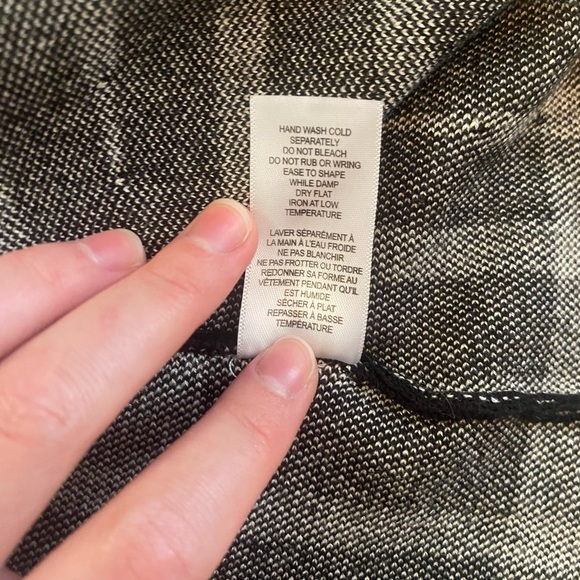 HAND WASH COLD
SEPARATELY
DO NOT BLEACH
DO NOT RUB OR WRING
EASE TO SHAPE
WHILE DAMP
DRY FLAT
IRON AT LOW
TEMPERATURE
LAVER SÉPARÉMENT À
LA MAIN À L'EAU FROIDE
NE PAS BLANCHIR
NE PAS FROTTER OU TORDRE
REDONNER SA FORME AU
VÊTEMENT PENDANT QU'IL
EST HUMIDE
SÉCHER À PLAT
REPASSER À BASSE
TEMPÉRATURE